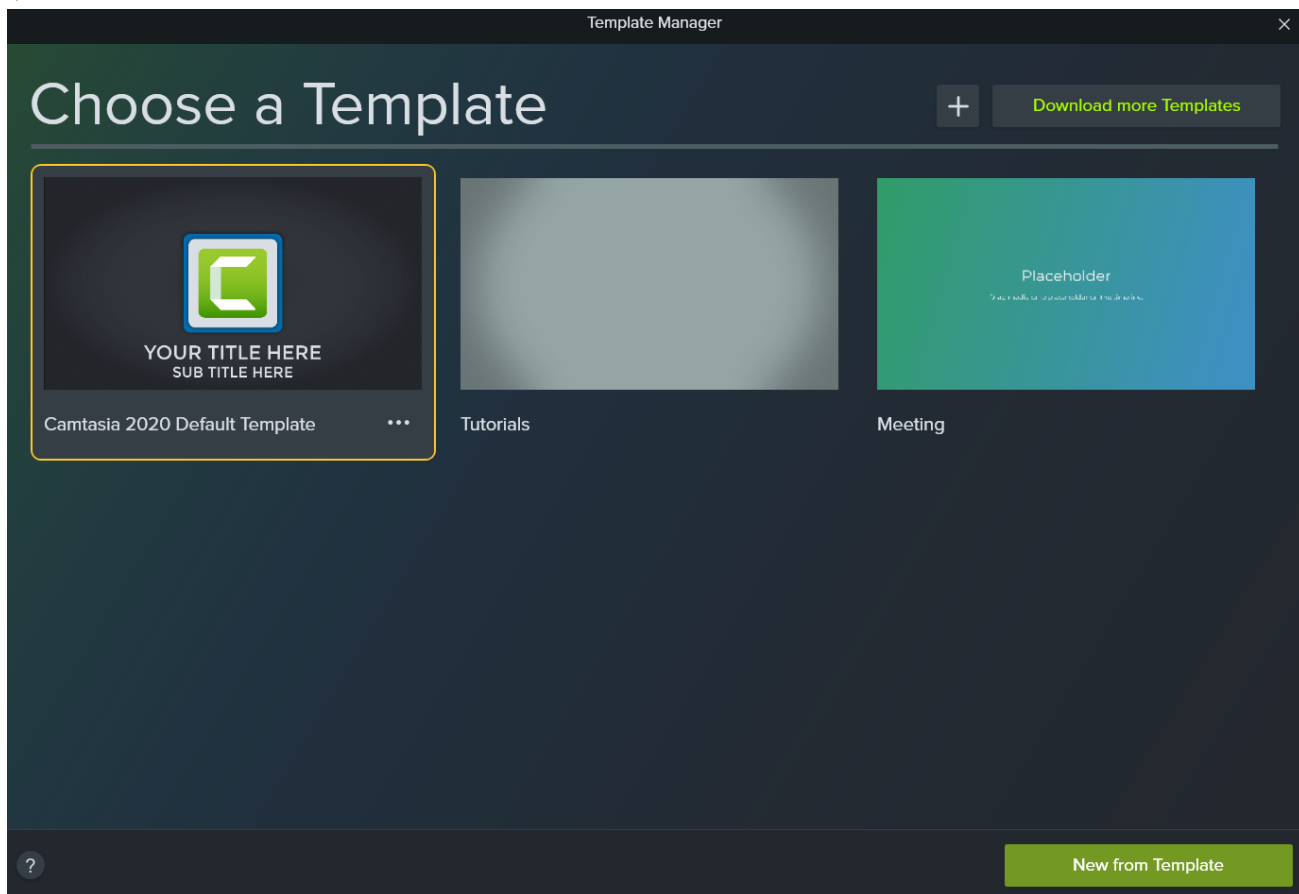 Template Manager
Choose a Template
Download more Templates
YOUR TITLE HERE
SUB TITLE HERE
Placeholder
Camtasia 2020 Default Template
Tutorials
Meeting
?
New from Template